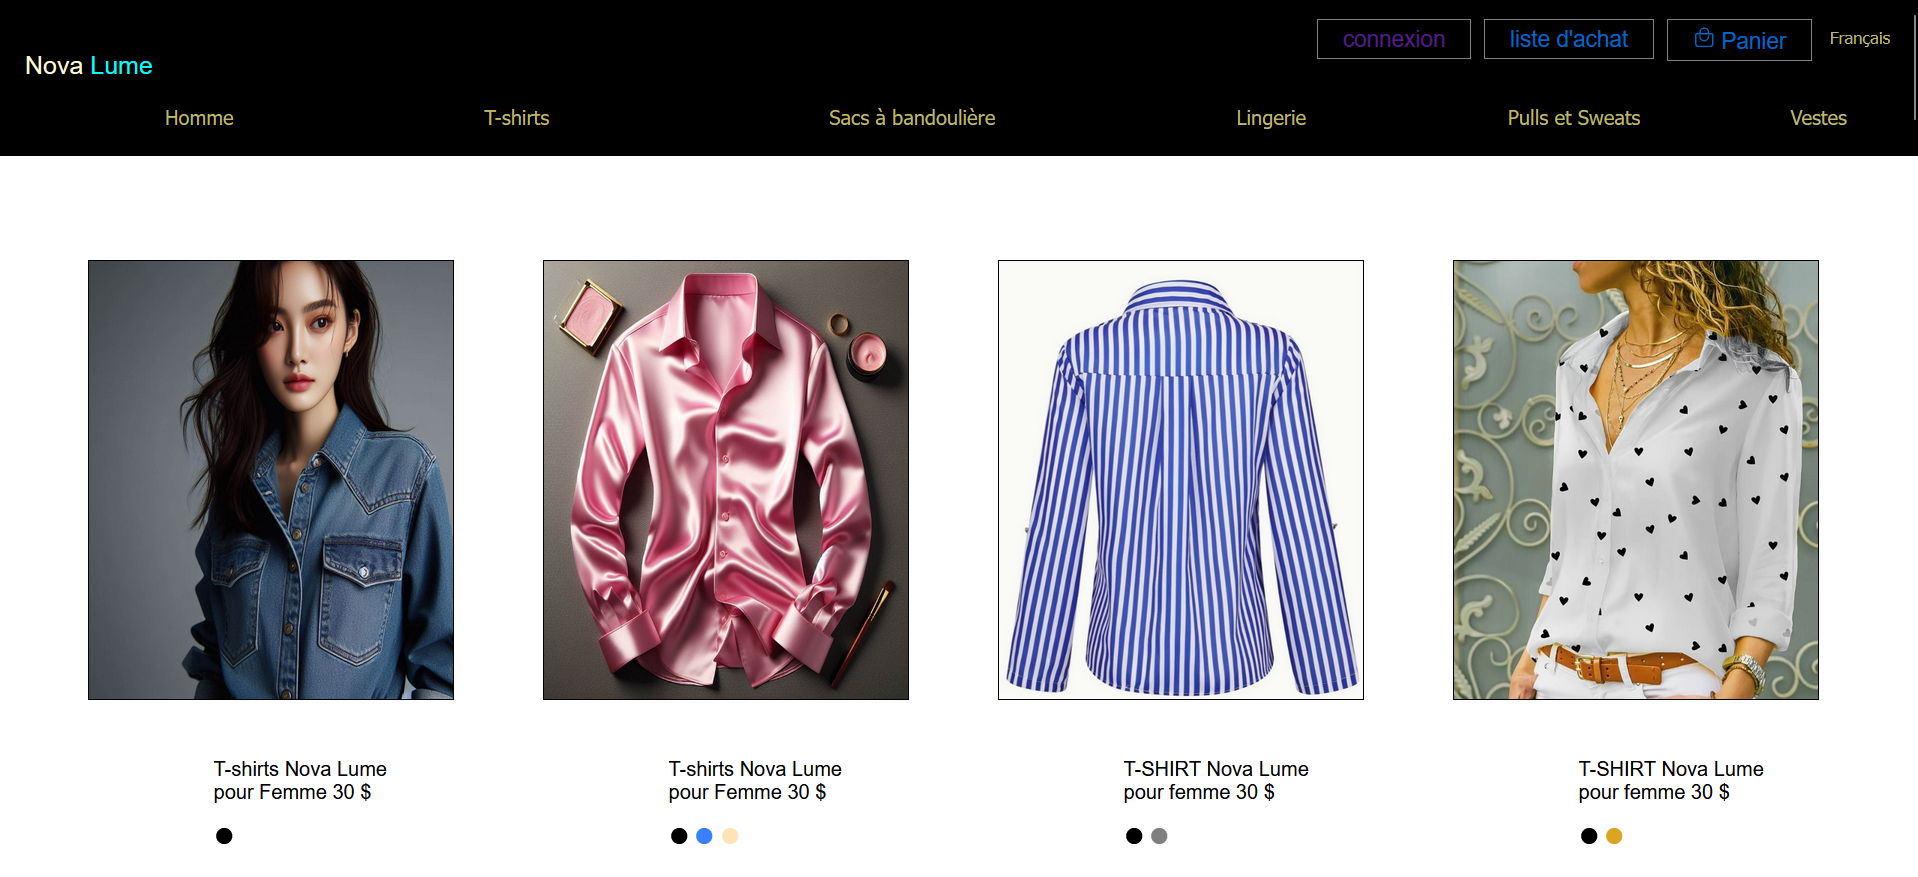 connexion
liste d'achat
Panier
Français
Nova Lume
Homme
T-shirts
Sacs à bandoulière
Lingerie
Pulls et Sweats
Vestes
T-shirts Nova Lume
pour Femme 30 $
T-shirts Nova Lume
pour Femme 30 $
T-SHIRT Nova Lume
pour femme 30 $
T-SHIRT Nova Lume
pour femme 30 $